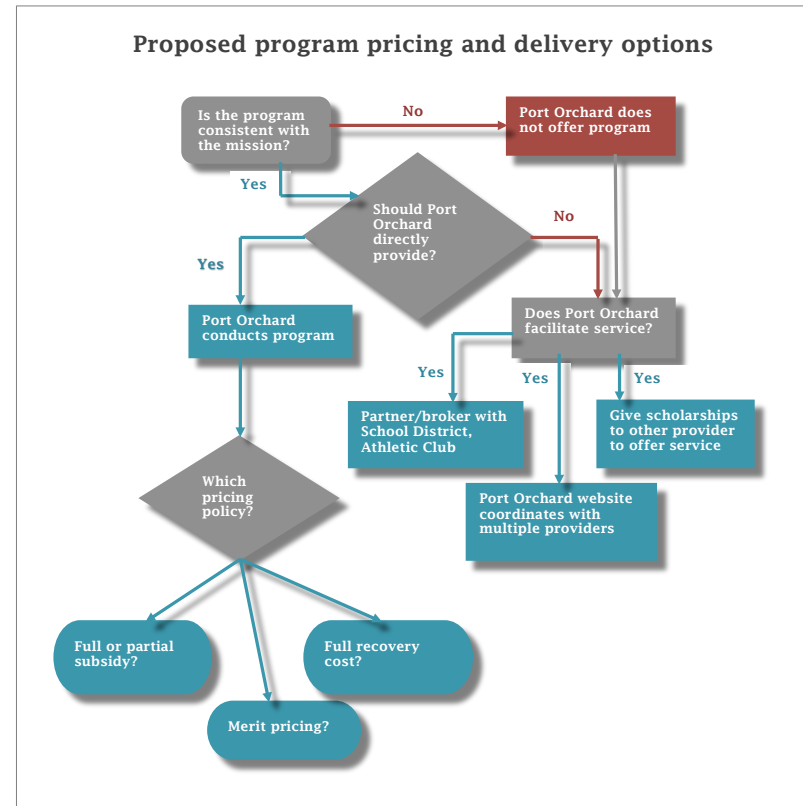 Proposed program pricing and delivery options
Is the program
consistent with
the mission?
No
Port Orchard does
not offer program
Yes
Should Port
Orchard
directly
provide?
No
Yes
Port Orchard
conducts program
Does Port Orchard
facilitate service?
Yes
Yes
Yes
Partner/broker with
School District,
Athletic Club
Give scholarships
to other provider
to offer service
Which
pricing
policy?
Port Orchard website
coordinates with
multiple providers
Full or partial
subsidy?
Full recovery
cost?
Merit pricing?